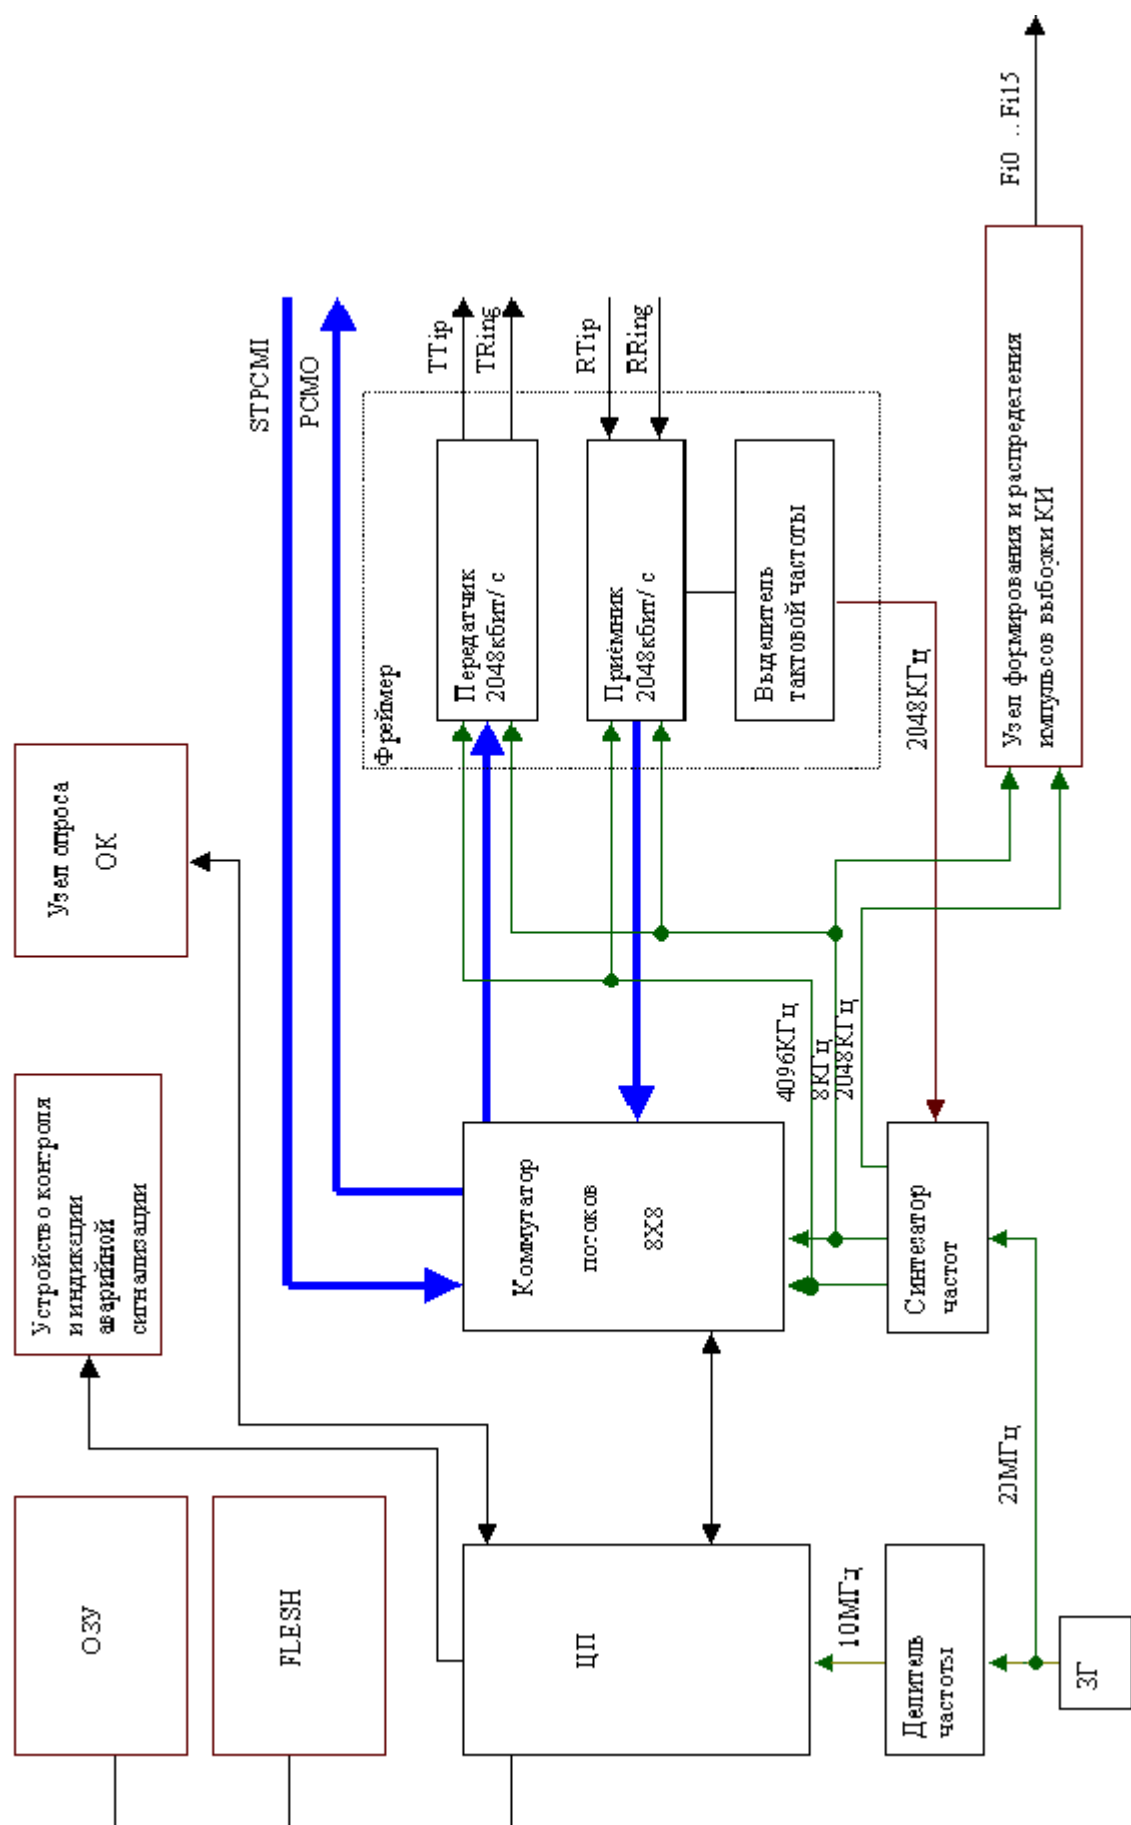 ОЗУ
FLESH
Устройство контроля
и индикации
аварийной
сигнализации
Узел опроса
ОК
STPCMI
PCMO
ЦП
Коммутатор
потоков
8X8
Фреймер
Передатчик
2048кбит/ с
TTip
TRing
Приёмник
2048кбит/ с
RTip
RRing
Выделитель
тактовой частоты
4096КГц
8КГц
2048КГц
2048КГц
10МГц
Делитель
частоты
Синтезатор
частот
20МГц
ЗГ
Узел формирования и распределения
импульсов выборки КИ
Fi0 .. Fi15